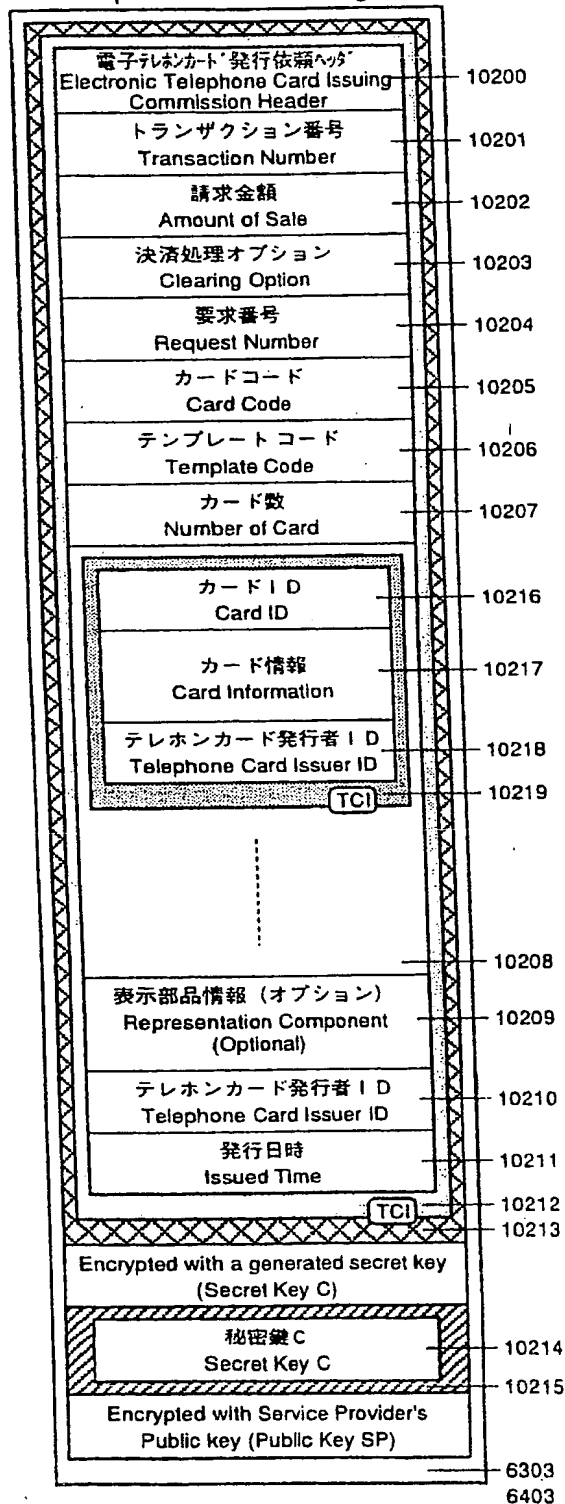 電子テレホンカード発行依頼ヘッダ
Electronic Telephone Card Issuing
Commission Header
10200
トランザクション番号
Transaction Number
10201
請求金額
Amount of Sale
10202
決済処理オプション
Clearing Option
10203
要求番号
Request Number
10204
カードコード
Card Code
10205
テンプレートコード
Template Code
10206
カード数
Number of Card
10207
カードID
Card ID
10216
カード情報
Card Information
10217
テレホンカード発行者ID
Telephone Card Issuer ID
10218
TCI
10219
10208
表示部品情報(オプション)
Representation Component
(Optional)
10209
テレホンカード発行者ID
Telephone Card Issuer ID
10210
発行日時
Issued Time
10211
TCI
10212
10213
Encrypted with a generated secret key
(Secret Key C)
秘密鍵C
Secret Key C
10214
10215
Encrypted with Service Provider's
Public key (Public Key SP)
6303
6403